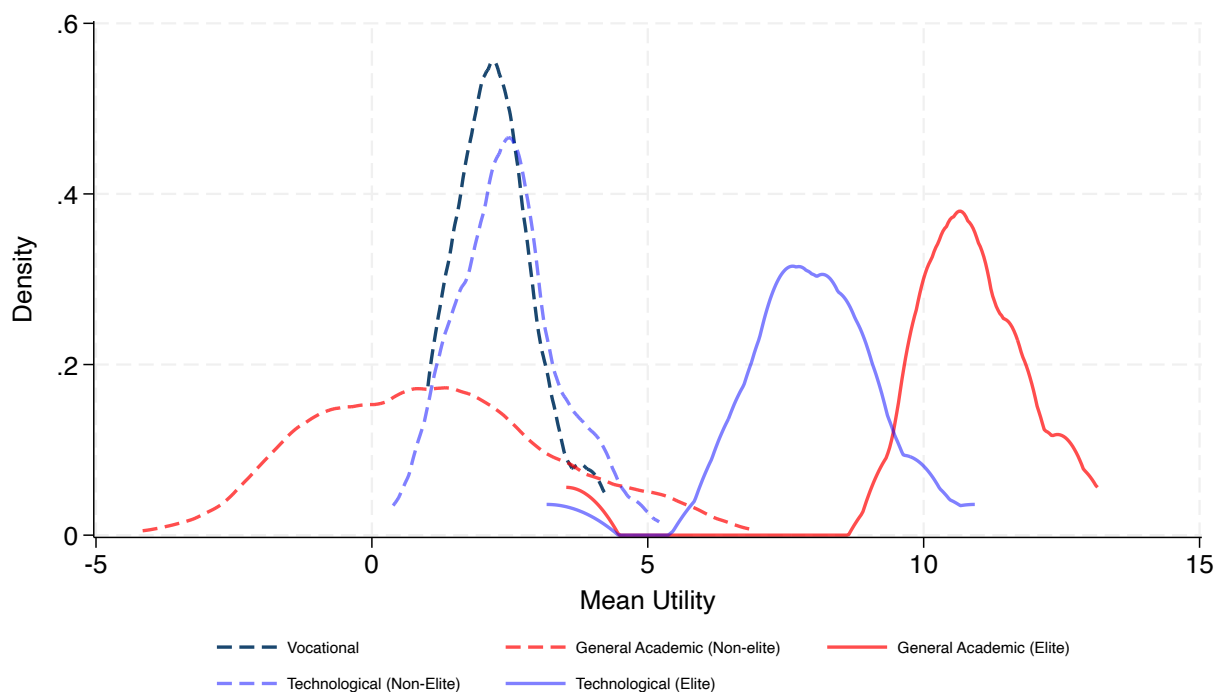 .6
.4
.2
0
Density
-5 0 5 10 15
Mean Utility
Vocational General Academic (Non-elite) General Academic (Elite)
Technological (Non-Elite) Technological (Elite)